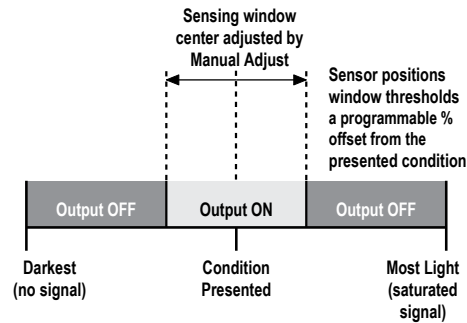 Sensing window
center adjusted by
Manual Adjust
Sensor positions
window thresholds
a programmable %
offset from the
presented condition
Output OFF
Output ON
Output OFF
Darkest
(no signal)
Condition
Presented
Most Light
(saturated
signal)